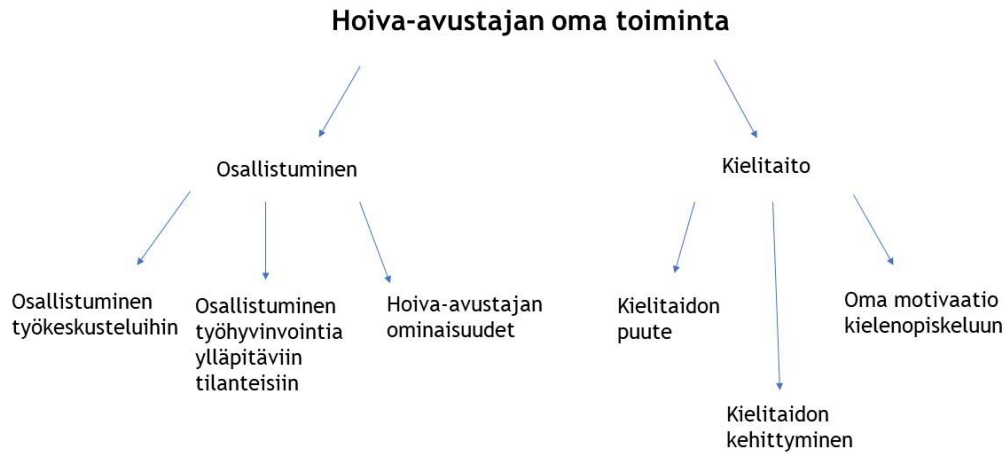 Hoiva-avustajan oma toiminta
Osallistuminen
Kielitaito
Osallistuminen
työkeskusteluihin
Osallistuminen
työhyvinvointia
ylläpitäviin
tilanteisiin
Hoiva-avustajan
ominaisuudet
Kielitaidon
puute
Kielitaidon
kehittyminen
Oma motivaatio
kielenopiskeluun